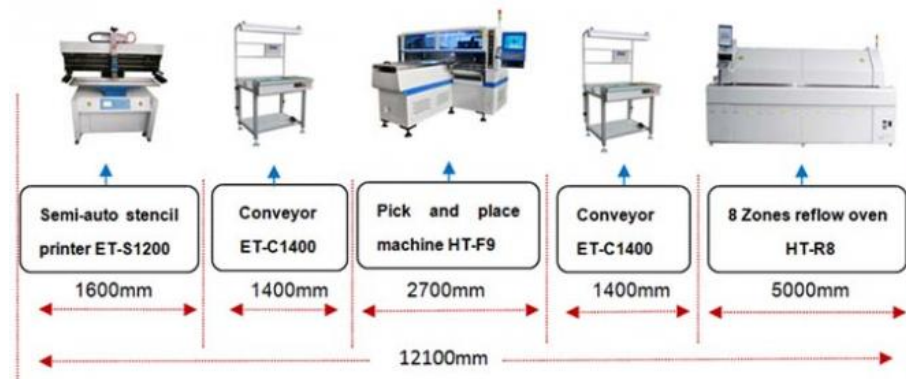 Semi-auto stencil
printer ET-S1200
Conveyor
ET-C1400
Pick and place
machine HT-F9
Conveyor
ET-C1400
8 Zones reflow oven
HT-R8
1600mm
1400mm
2700mm
1400mm
5000mm
12100mm